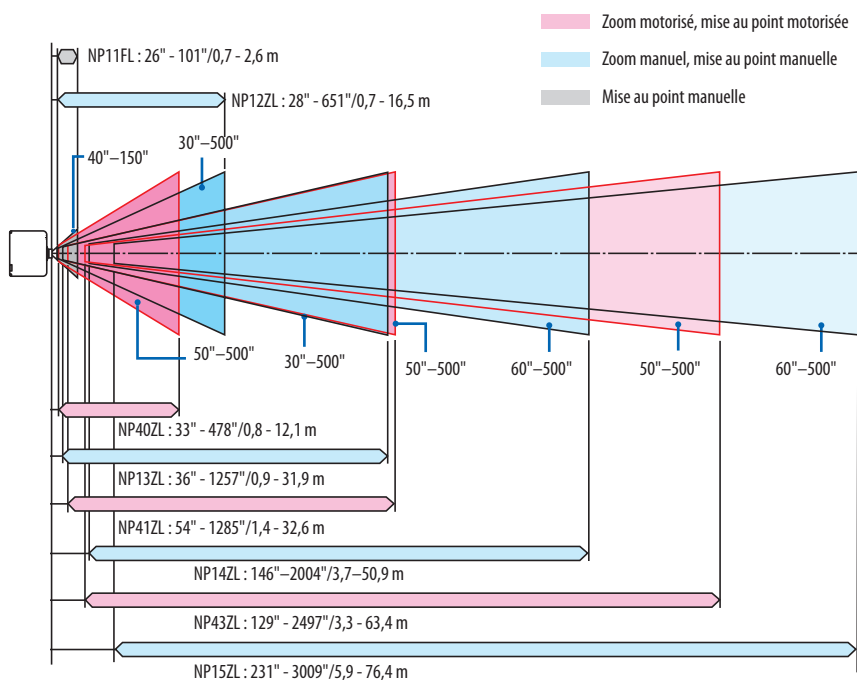 Zoom motorisé, mise au point motorisée
NP11FL : 26" - 101"/0,7 - 2,6 m
Zoom manuel, mise au point manuelle
NP12ZL : 28" - 651"/0,7 - 16,5 m
Mise au point manuelle
30"–500"
40"–150"
50"–500"
30"–500"
50"–500"
60"–500"
50"–500"
60"–500"
NP40ZL : 33" - 478"/0,8 - 12,1 m
NP13ZL : 36" - 1257"/0,9 - 31,9 m
NP41ZL : 54" - 1285"/1,4 - 32,6 m
NP14ZL : 146"–2004"/3,7–50,9 m
NP43ZL : 129" - 2497"/3,3 - 63,4 m
NP15ZL : 231" - 3009"/5,9 - 76,4 m